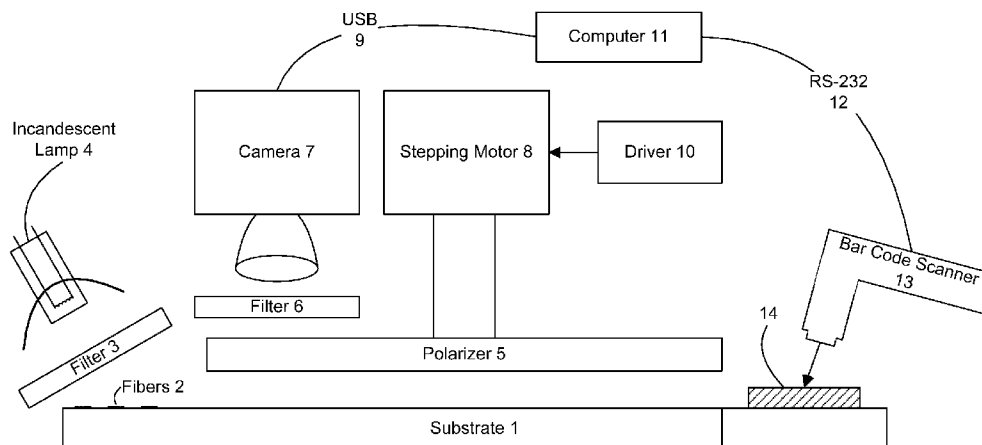 USB
9
Computer 11
RS-232
12
Incandescent
Lamp 4
Camera 7
Stepping Motor 8
Driver 10
Bar Code Scanner
13
Filter 6
14
Filter 3
Polarizer 5
Fibers 2
Substrate 1